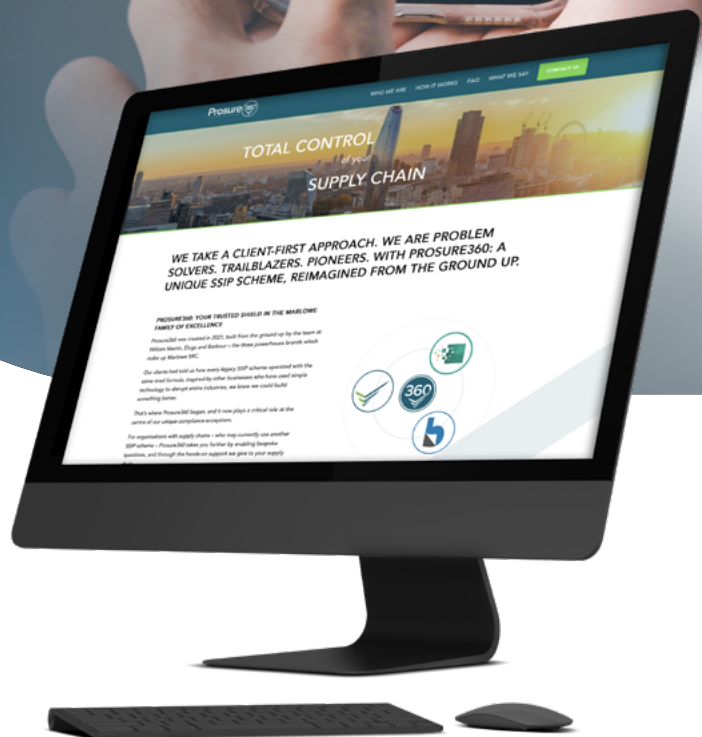 Prosure 360
WHO WE ARE HOW IT WORKS FAQ WHAT WE SAY CONTACT US
TOTAL CONTROL
of your
SUPPLY CHAIN
WE TAKE A CLIENT-FIRST APPROACH. WE ARE PROBLEM
SOLVERS. TRAILBLAZERS. PIONEERS. WITH PROSURE360: A
UNIQUE SSIP SCHEME, REIMAGINED FROM THE GROUND UP.
PROSURE360: YOUR TRUSTED SHIELD IN THE MARLOWE
FAMILY OF EXCELLENCE
Prosure360 was created in 2021, built from the ground up by the team at
William Martin, Elogs and Barbour – the three powerhouse brands which
make up Marlowe SRC.
Our clients had told us how every legacy SSIP scheme operated with the
same tired formula. Inspired by other businesses who have used simple
technology to disrupt entire industries, we knew we could build
something better.
That's where Prosure360 began, and it now plays a critical role at the
centre of our unique compliance ecosystem.
For organisations with supply chains – who may currently use another
SSIP scheme – Prosure360 takes you further by enabling bespoke
questions, and through the hands-on support we give to your supply
360
b